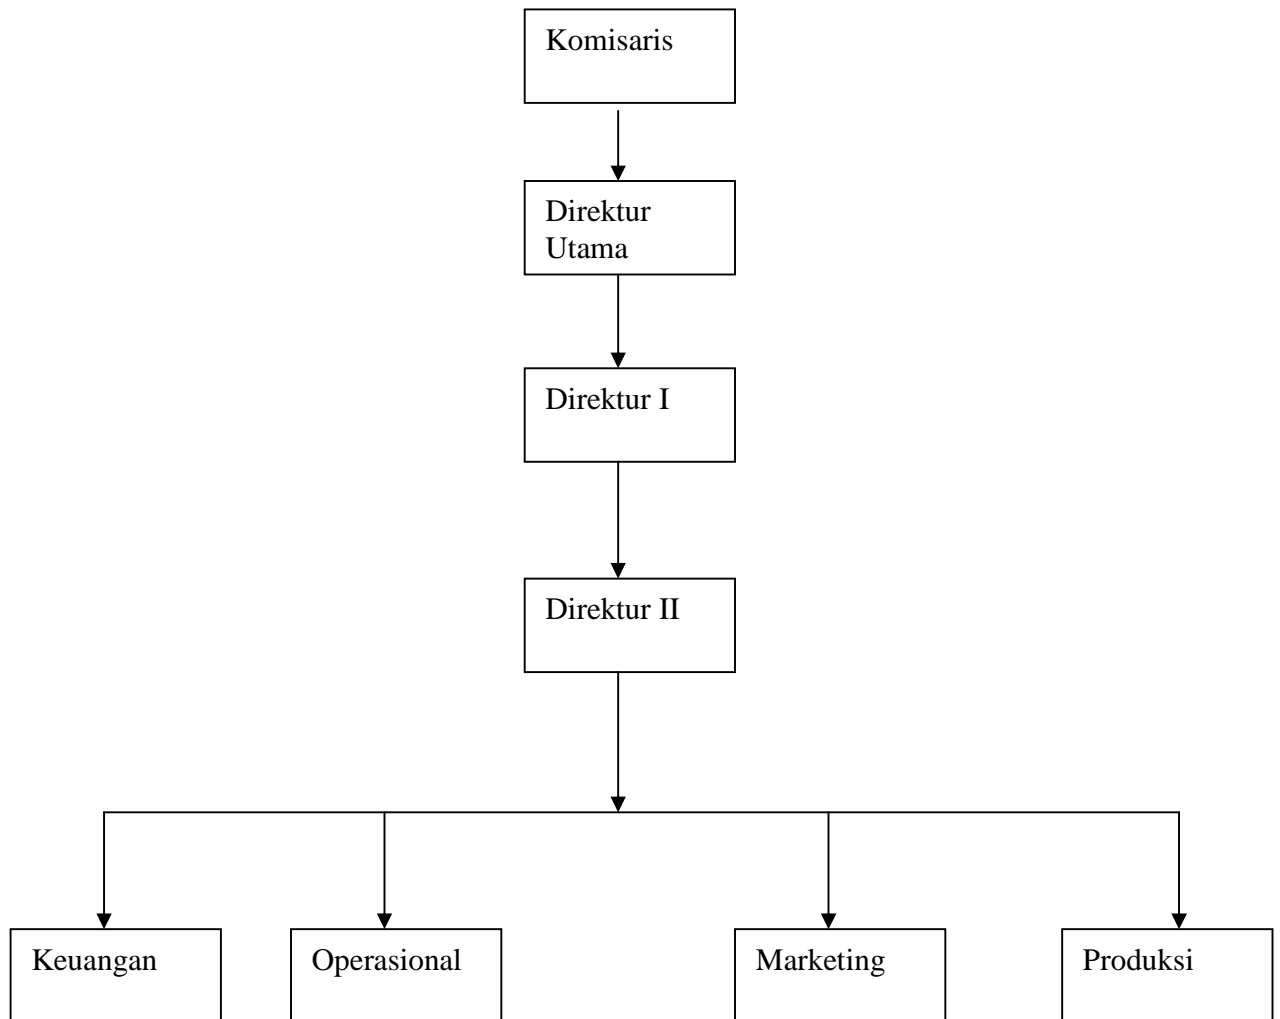 Komisaris
Direktur
Utama
Direktur I
Direktur II
Keuangan
Operasional
Marketing
Produksi